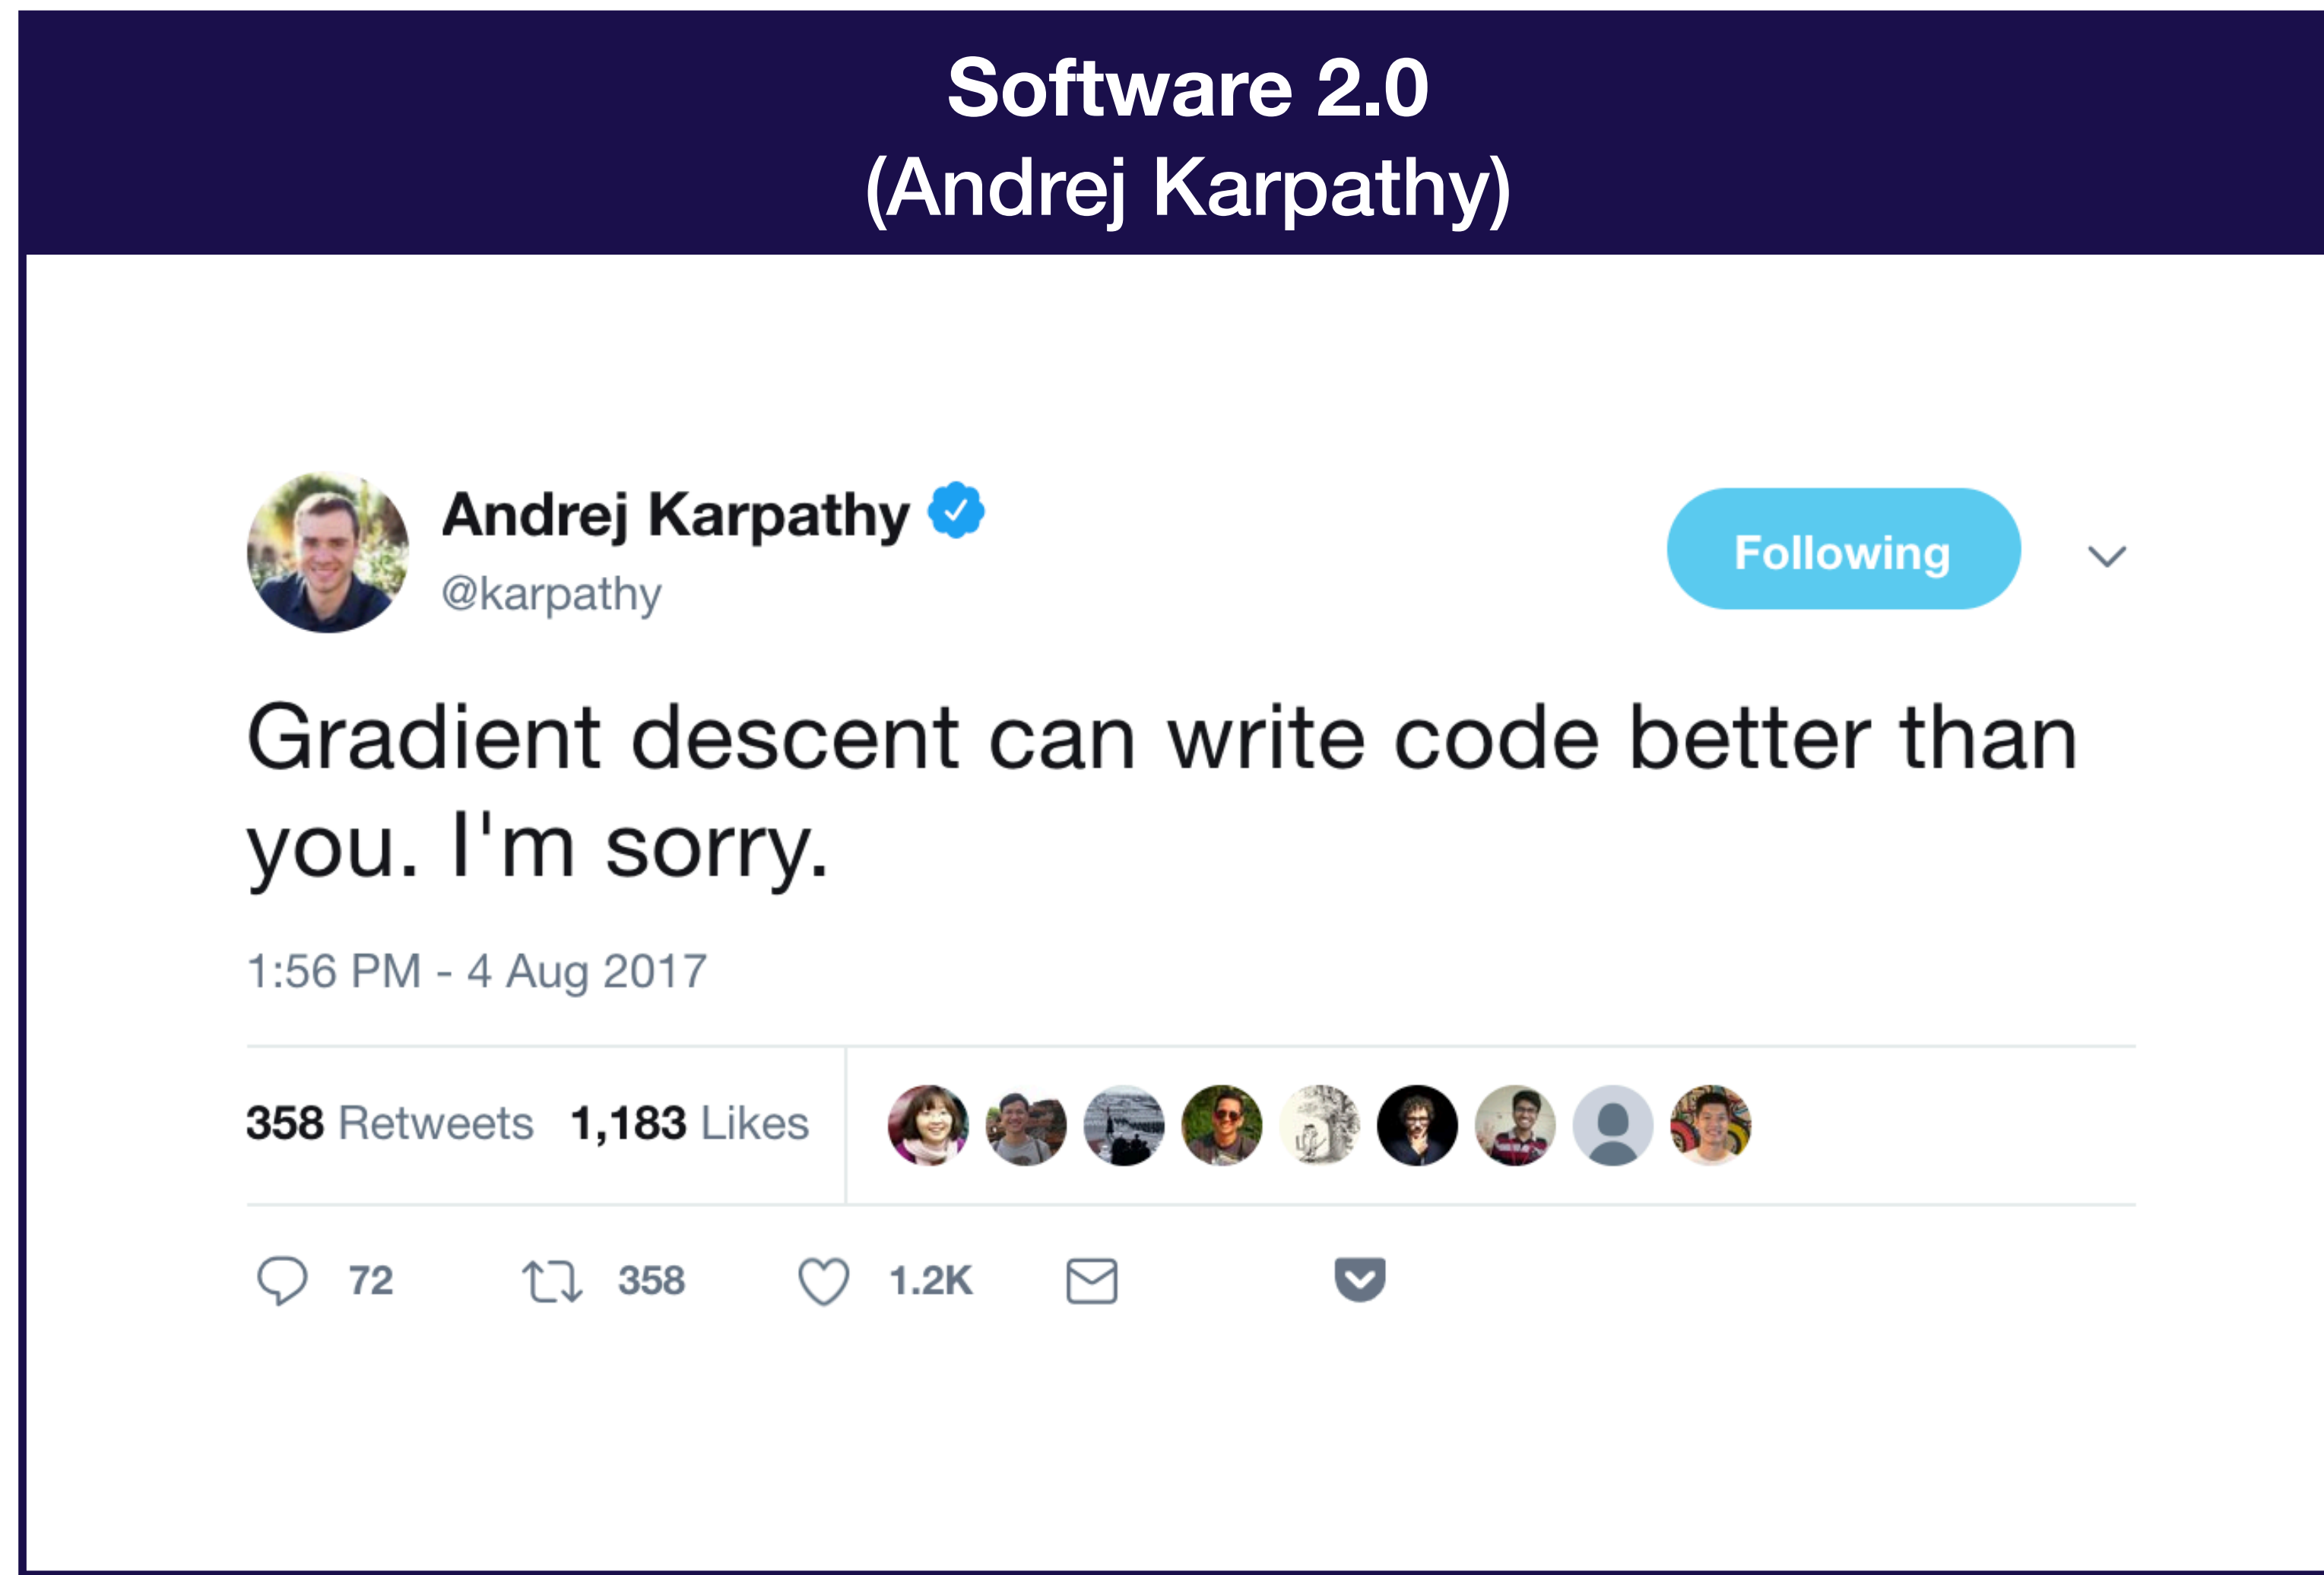 Software 2.0
(Andrej Karpathy)
Andrej Karpathy
@karpathy
Following
Gradient descent can write code better than
you. I'm sorry.
1:56 PM - 4 Aug 2017
358 Retweets 1,183 Likes
72 358 1.2K